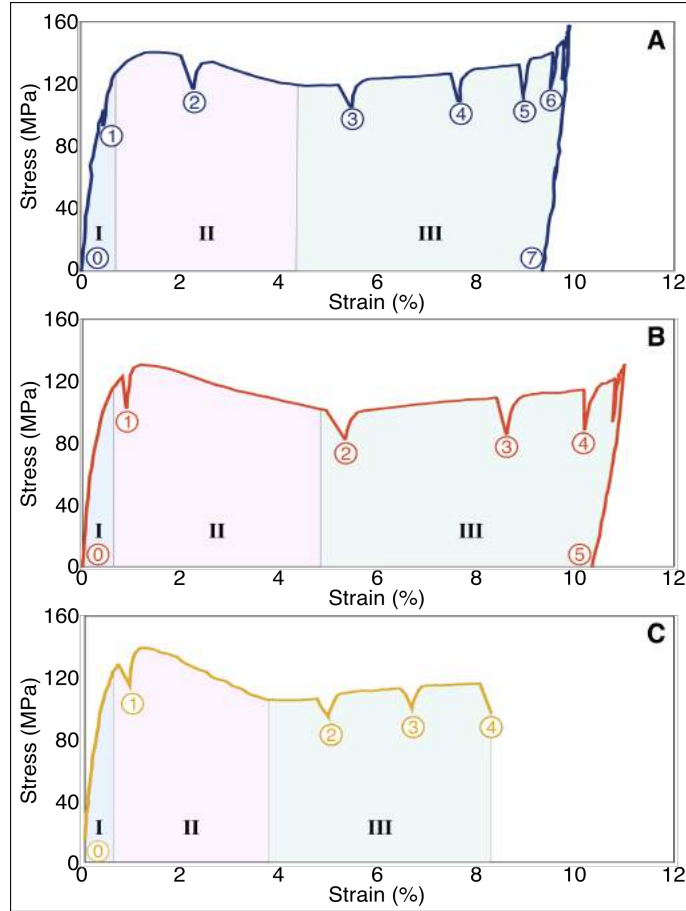 160
A
120
80
40
0
Stress (MPa)
I
II
III
⓪
①
②
③
④
⑤
⑥
⑦
0 2 4 6 8 10 12
Strain (%)
160
B
120
80
40
0
Stress (MPa)
I
II
III
⓪
①
②
③
④
⑤
0 2 4 6 8 10 12
Strain (%)
160
C
120
80
40
0
Stress (MPa)
I
II
III
⓪
①
②
③
④
0 2 4 6 8 10 12
Strain (%)